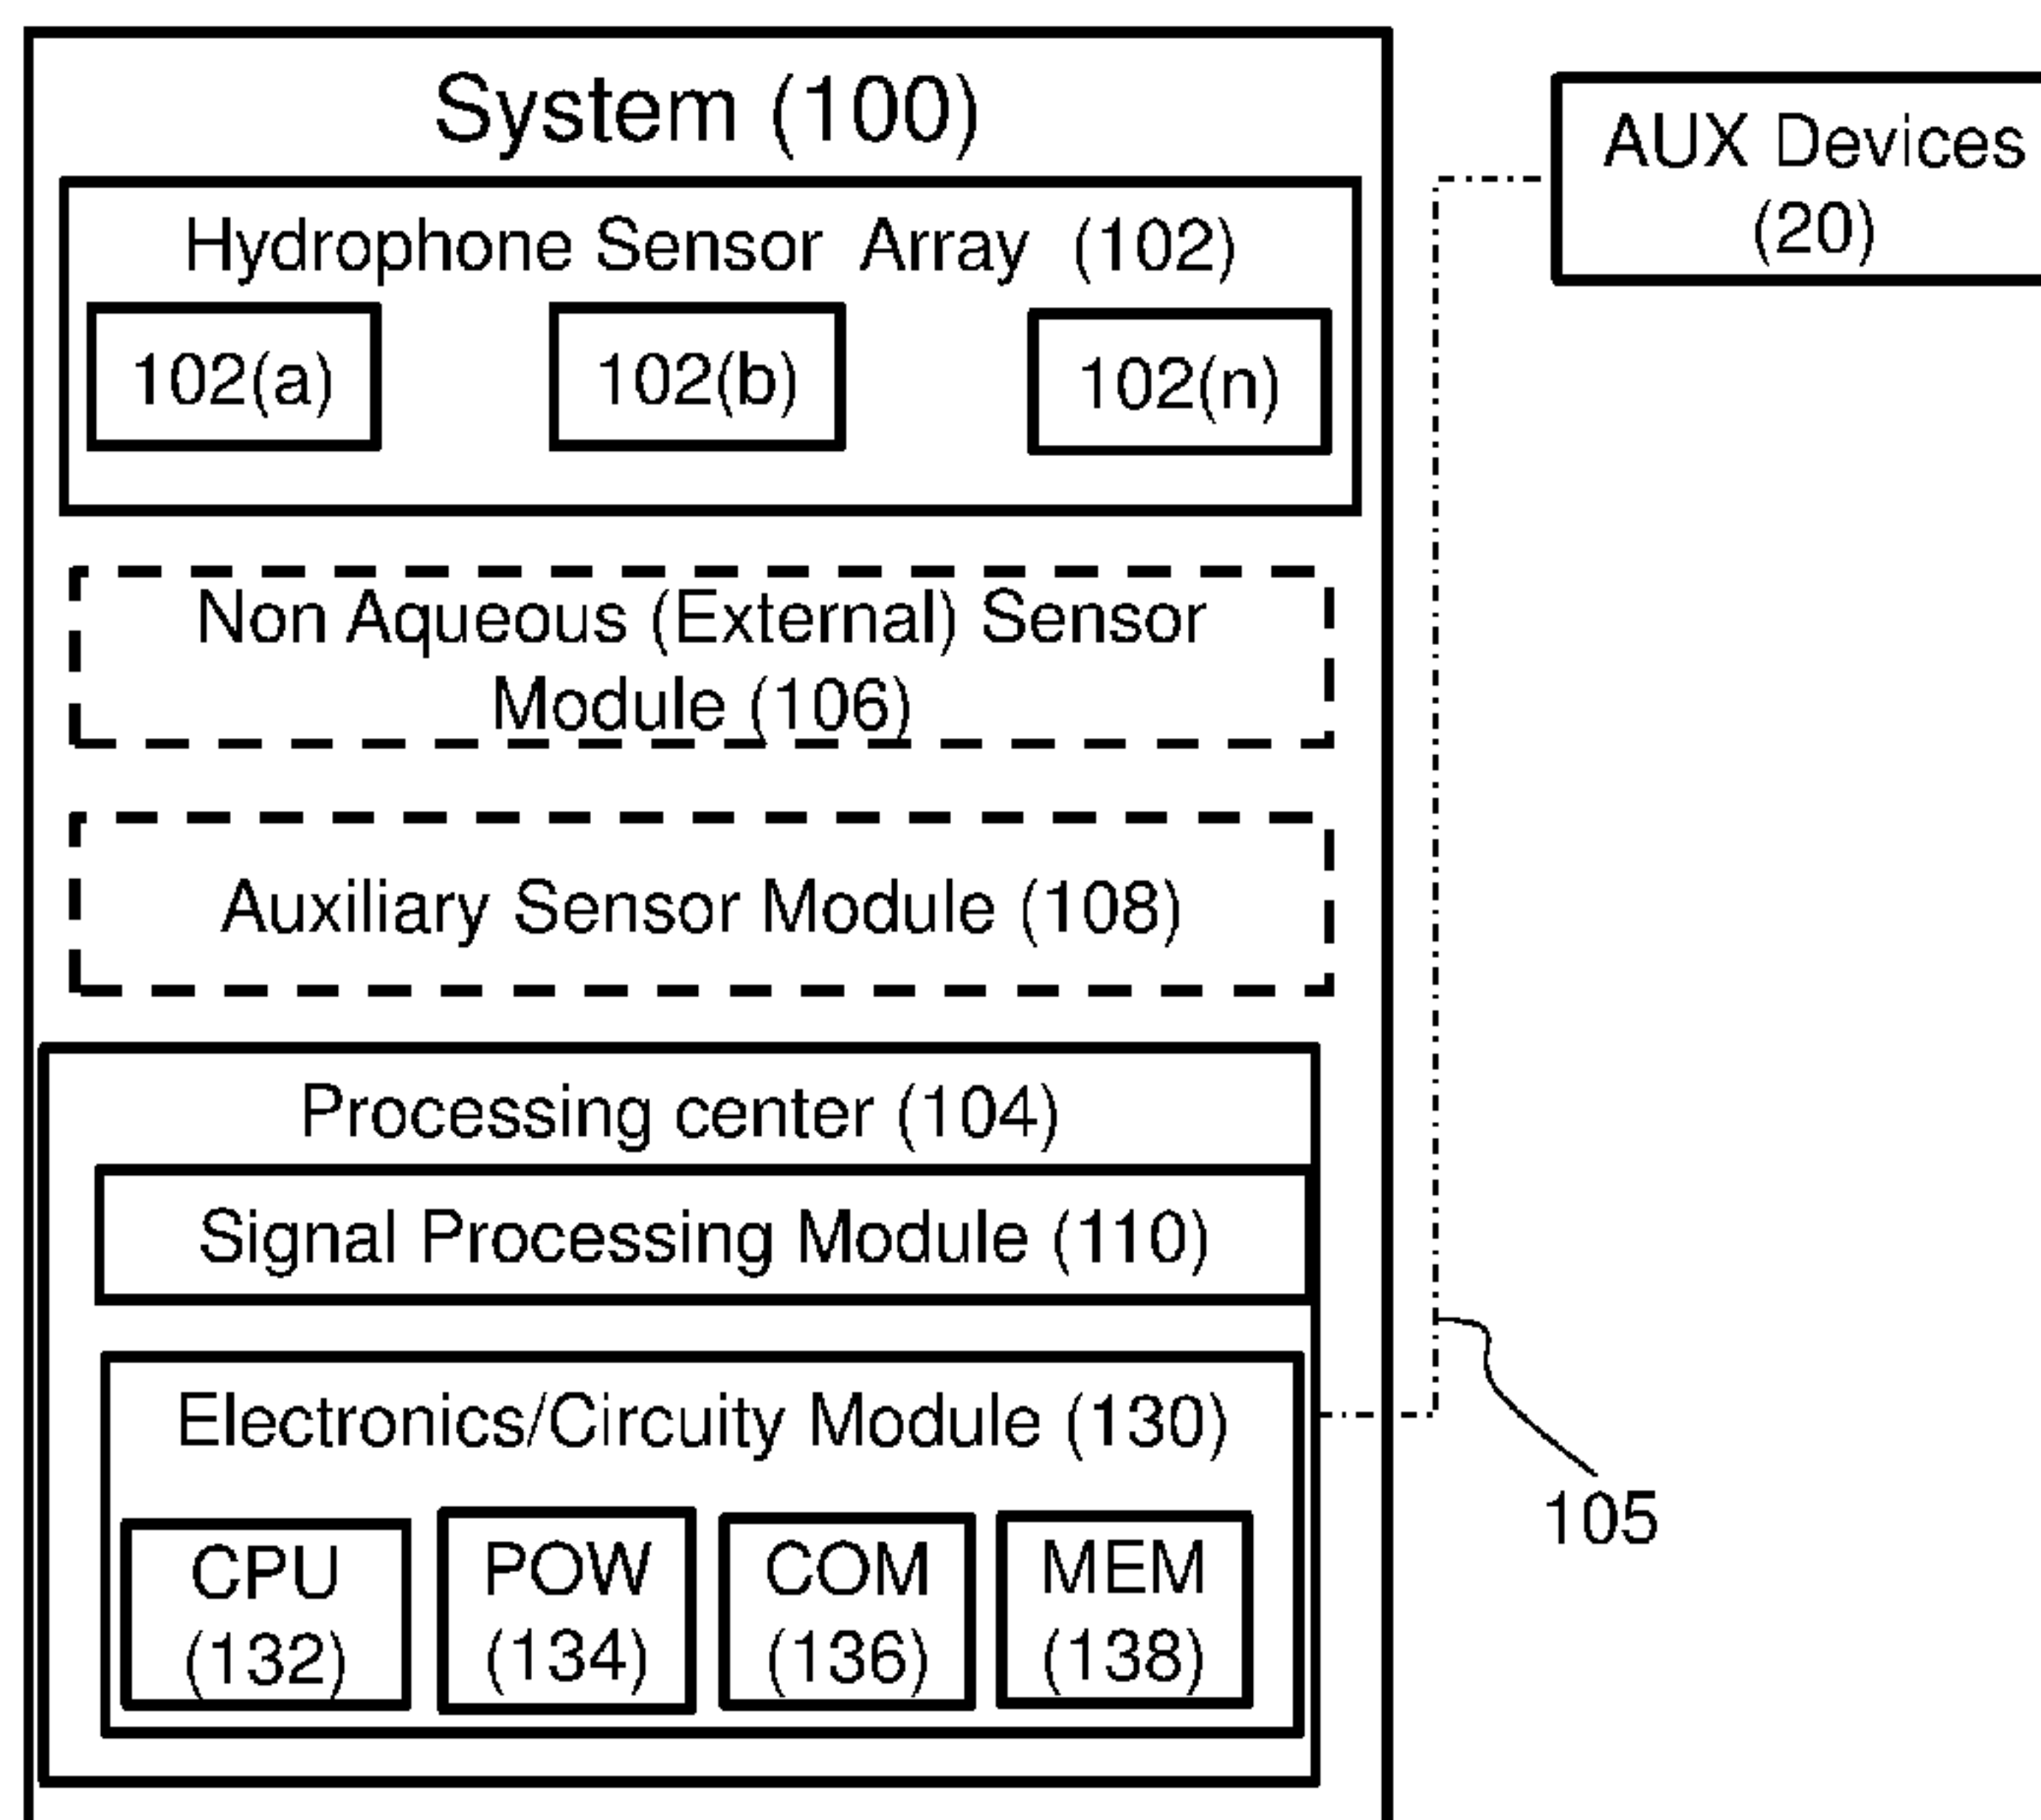 System (100)
AUX Devices
(20)
Hydrophone Sensor Array (102)
102(a)
102(b)
102(n)
Non Aqueous (External) Sensor
Module (106)
Auxiliary Sensor Module (108)
Processing center (104)
Signal Processing Module (110)
Electronics/Circuity Module (130)
CPU
(132)
POW
(134)
COM
(136)
MEM
(138)
105